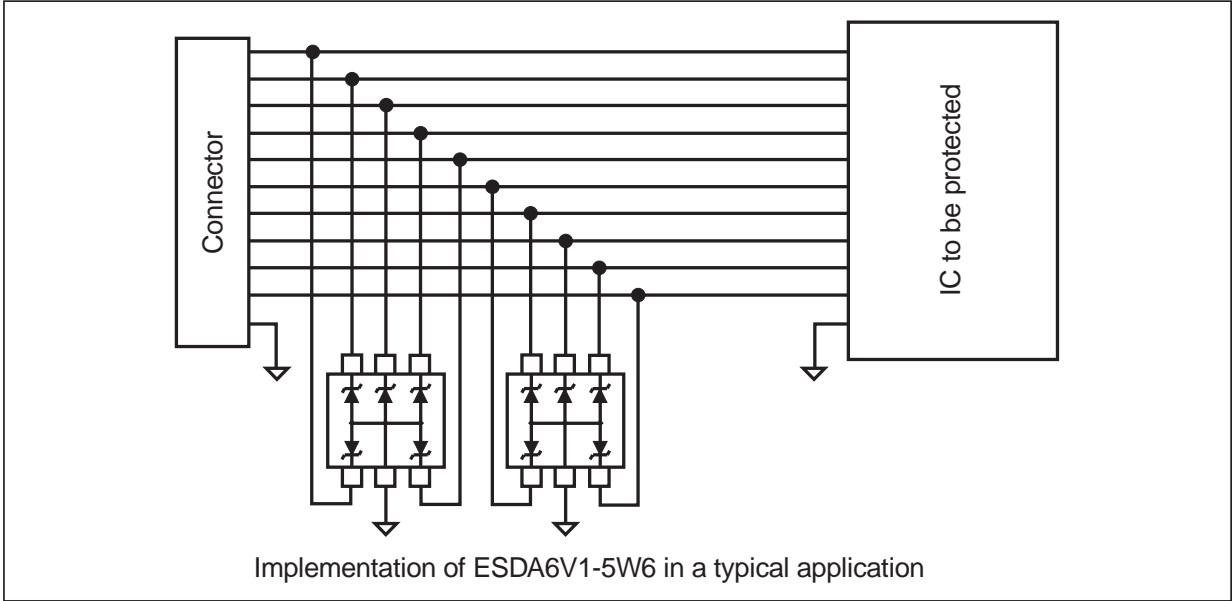 Connector
IC to be protected
Implementation of ESDA6V1-5W6 in a typical application